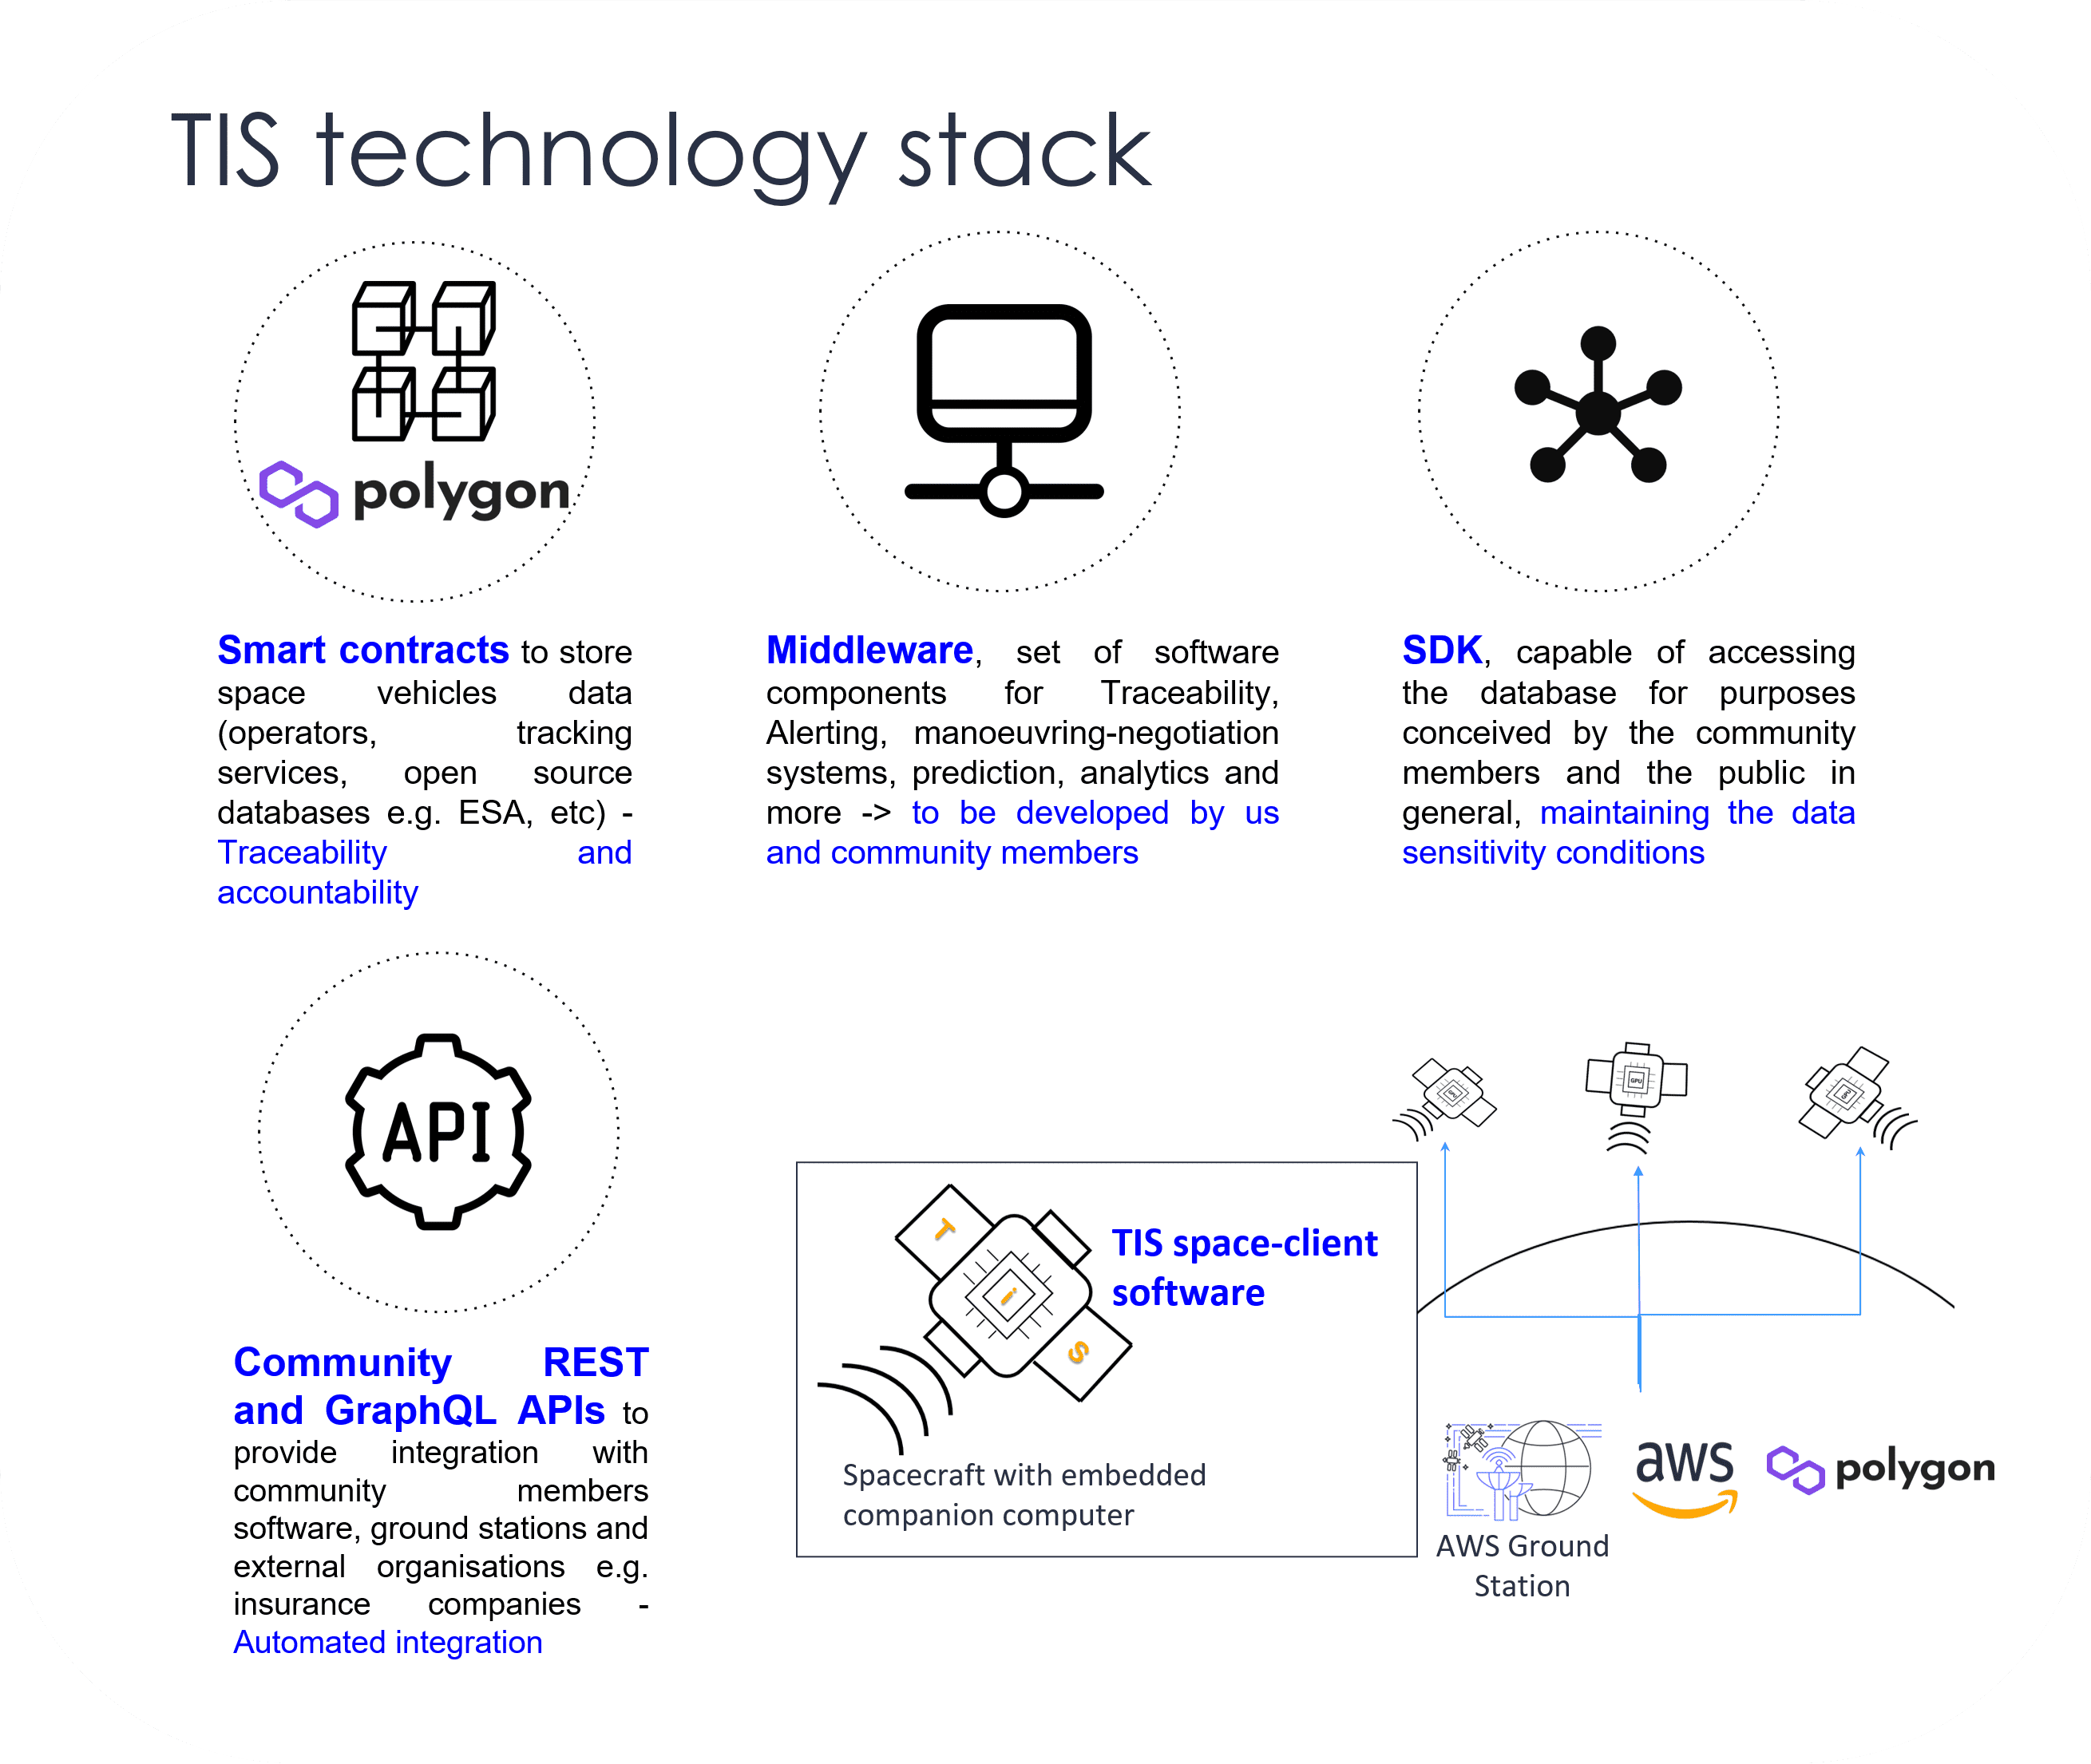 TIS technology stack
polygon
Smart contracts to store
space vehicles data
(operators, tracking
services, open source
databases e.g. ESA, etc) -
Traceability and
accountability
Middleware, set of software
components for Traceability,
Alerting, manoeuvring-negotiation
systems, prediction, analytics and
more -> to be developed by us
and community members
SDK, capable of accessing
the database for purposes
conceived by the community
members and the public in
general, maintaining the data
sensitivity conditions
API
Community REST
and GraphQL APIs to
provide integration with
community members
software, ground stations and
external organisations e.g.
insurance companies -
Automated integration
T
i
S
TIS space-client
software
Spacecraft with embedded
companion computer
GPU
GPU
GPU
AWS Ground
Station
aws
polygon